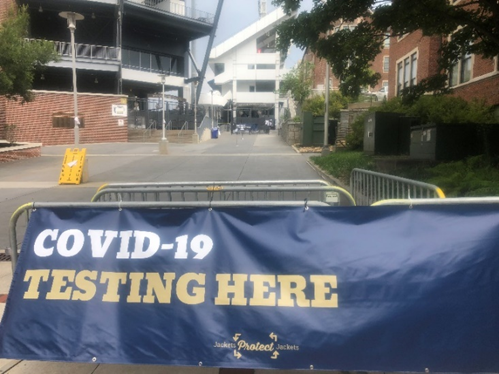 COVID-19
TESTING HERE
Jackets Protect Jackets